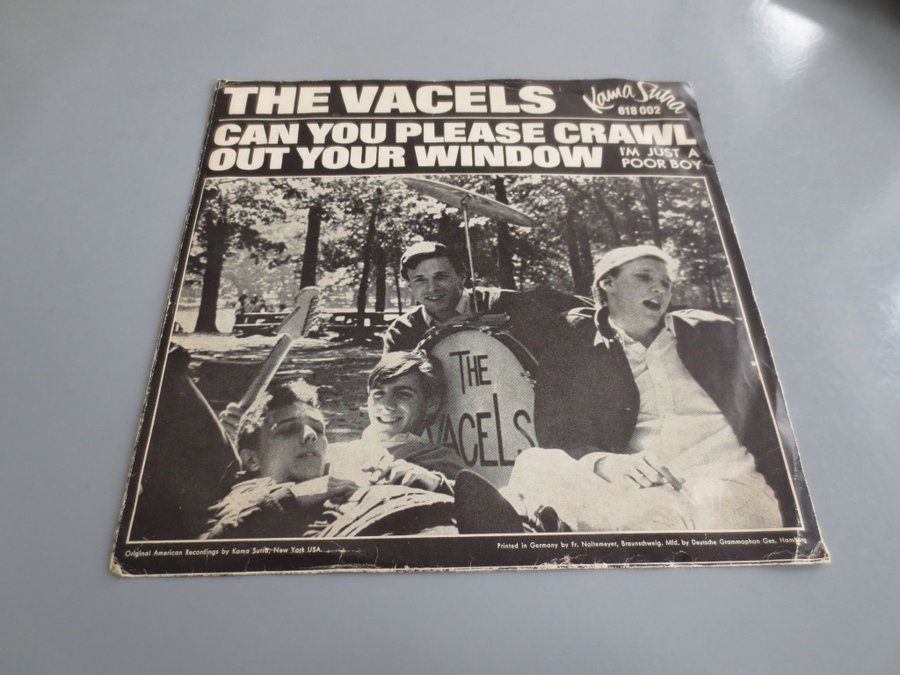 THE VACELS
Kama Sutra
618 002
CAN YOU PLEASE CRAWL
OUT YOUR WINDOW
I'M JUST A
POOR BOY
THE
VACELS
Original American Recordings by Kama Sutra, New York USA.
Printed in Germany by Fr. Noltemeyer, Braunschweig. Mfd. by Deutsche Grammophon Ges. Hamburg